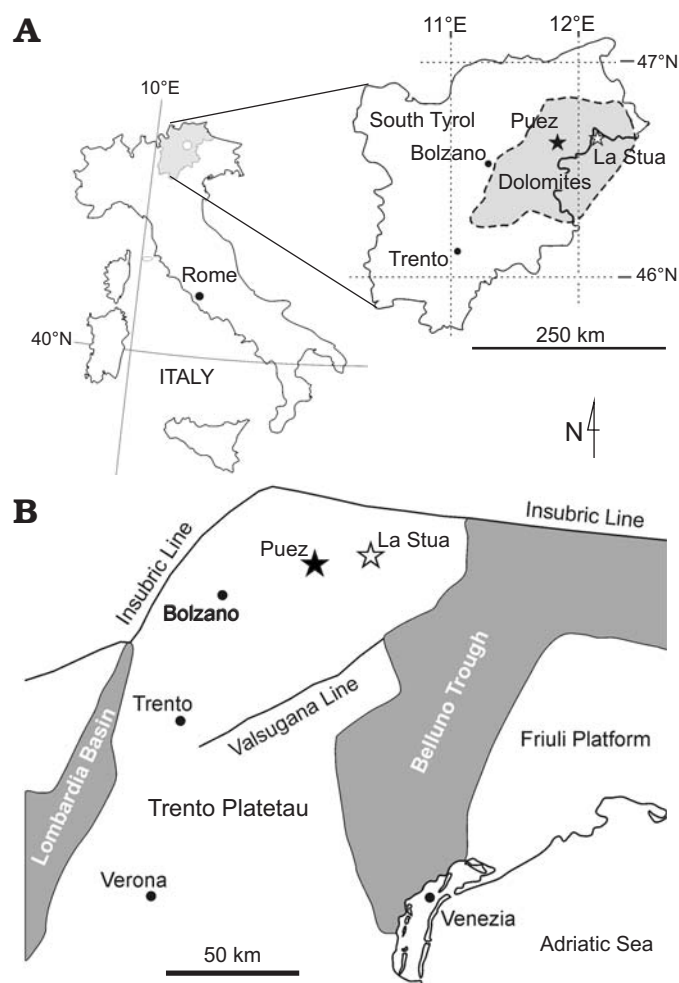 A
11°E
12°E
10°E
47°N
South Tyrol
Puez
Bolzano
La Stua
Dolomites
Trento
46°N
Rome
250 km
40°N
ITALY
N
B
Insubric Line
Insubric Line
La Stua
Puez
Bolzano
Trento
Valsugana Line
Belluno Trough
Lombardia Basin
Friuli Platform
Trento Platetau
Verona
Venezia
50 km
Adriatic Sea